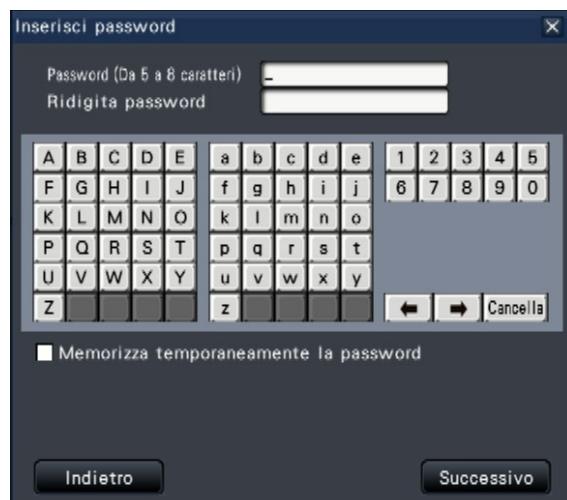 Inserisci password
Password (Da 5 a 8 caratteri) _
Ridigita password
A B C D E a b c d e 1 2 3 4 5
F G H I J f g h i j 6 7 8 9 0
K L M N O k l m n o
P Q R S T p q r s t
U V W X Y u v w x y
Z z ← → Cancella
Memorizza temporaneamente la password
Indietro Successivo